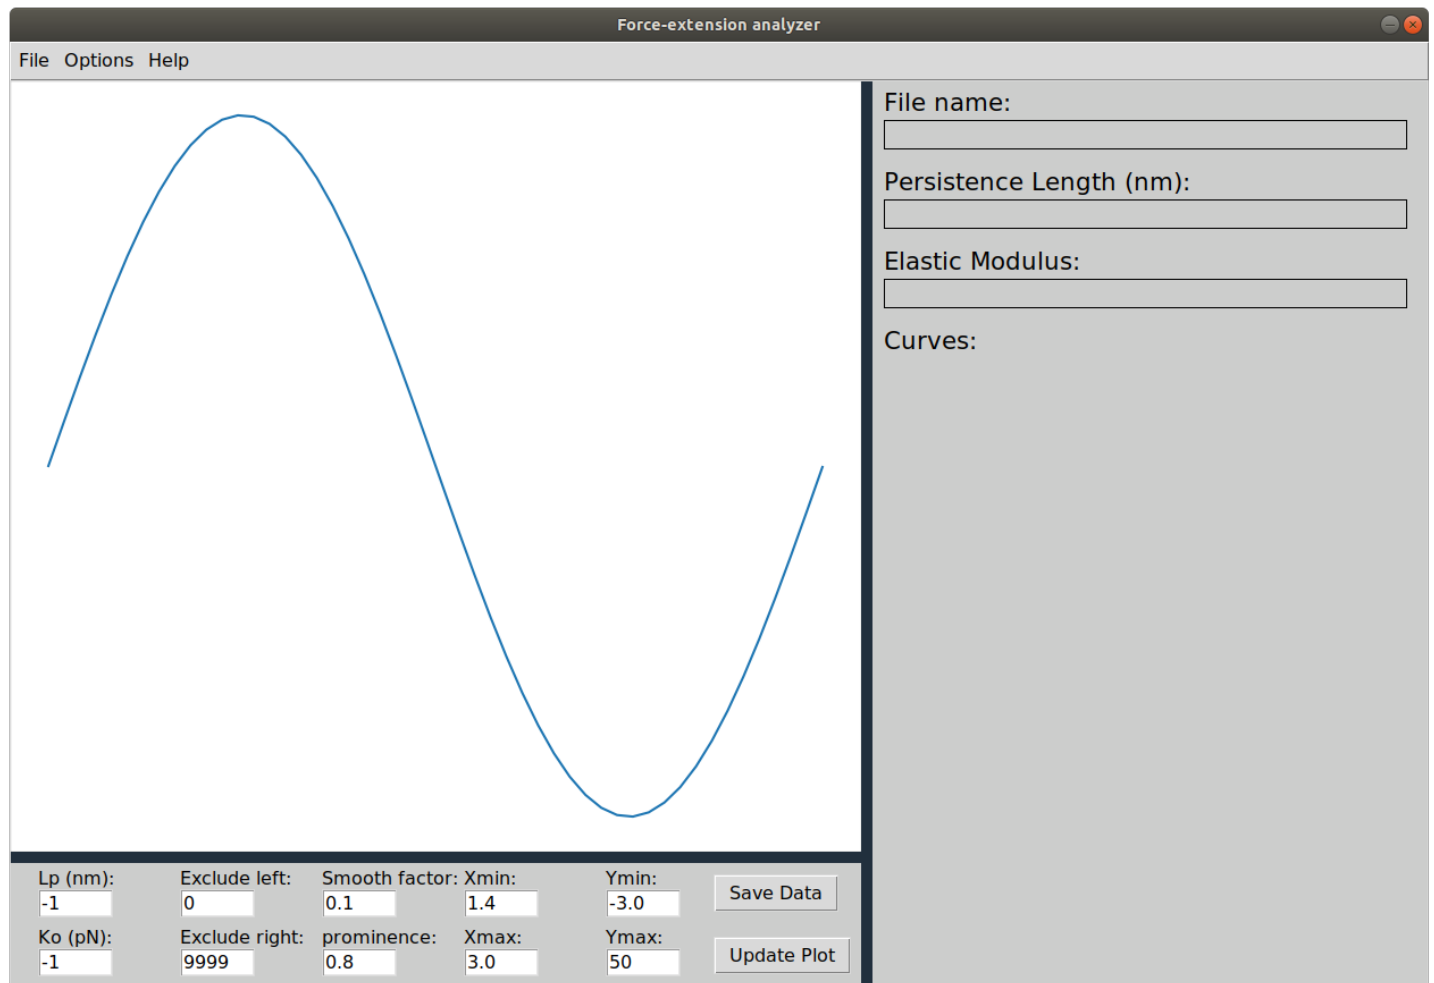 Force-extension analyzer
File Options Help
File name:
Persistence Length (nm):
Elastic Modulus:
Curves:
Lp (nm): Exclude left: Smooth factor: Xmin: Ymin:
-1 0 0.1 1.4 -3.0 Save Data
Ko (pN): Exclude right: prominence: Xmax: Ymax:
-1 9999 0.8 3.0 50 Update Plot